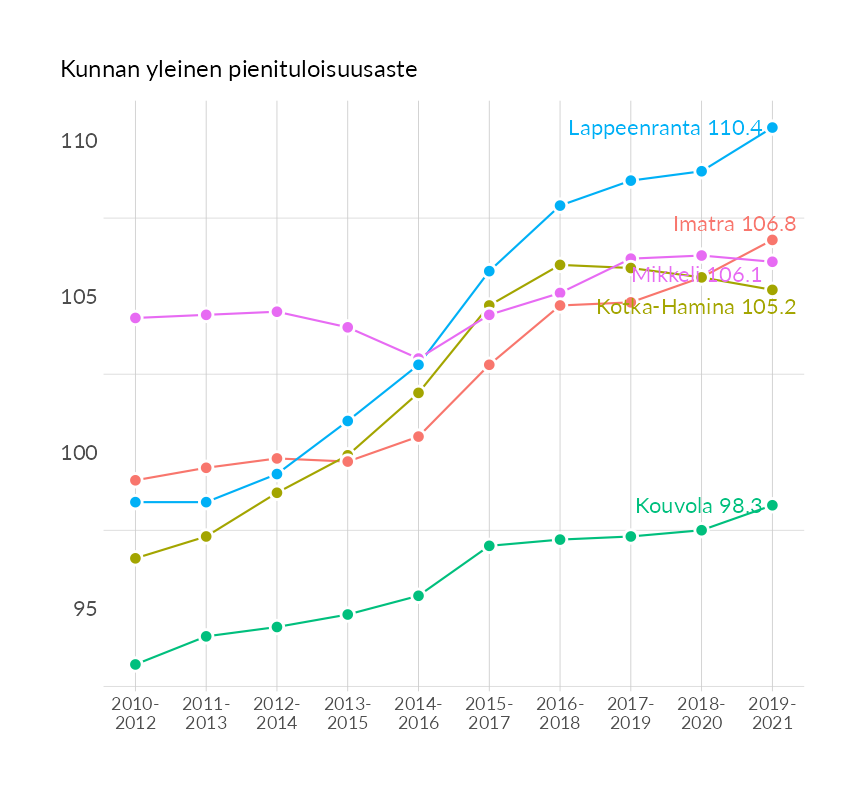 Kunnan yleinen pienituloisuusaste
110
105
100
95
Lappeenranta 110.4
Imatra 106.8
Mikkeli 106.1
Kotka-Hamina 105.2
Kouvola 98.3
2010- 2011- 2012- 2013- 2014- 2015- 2016- 2017- 2018- 2019-
2012 2013 2014 2015 2016 2017 2018 2019 2020 2021